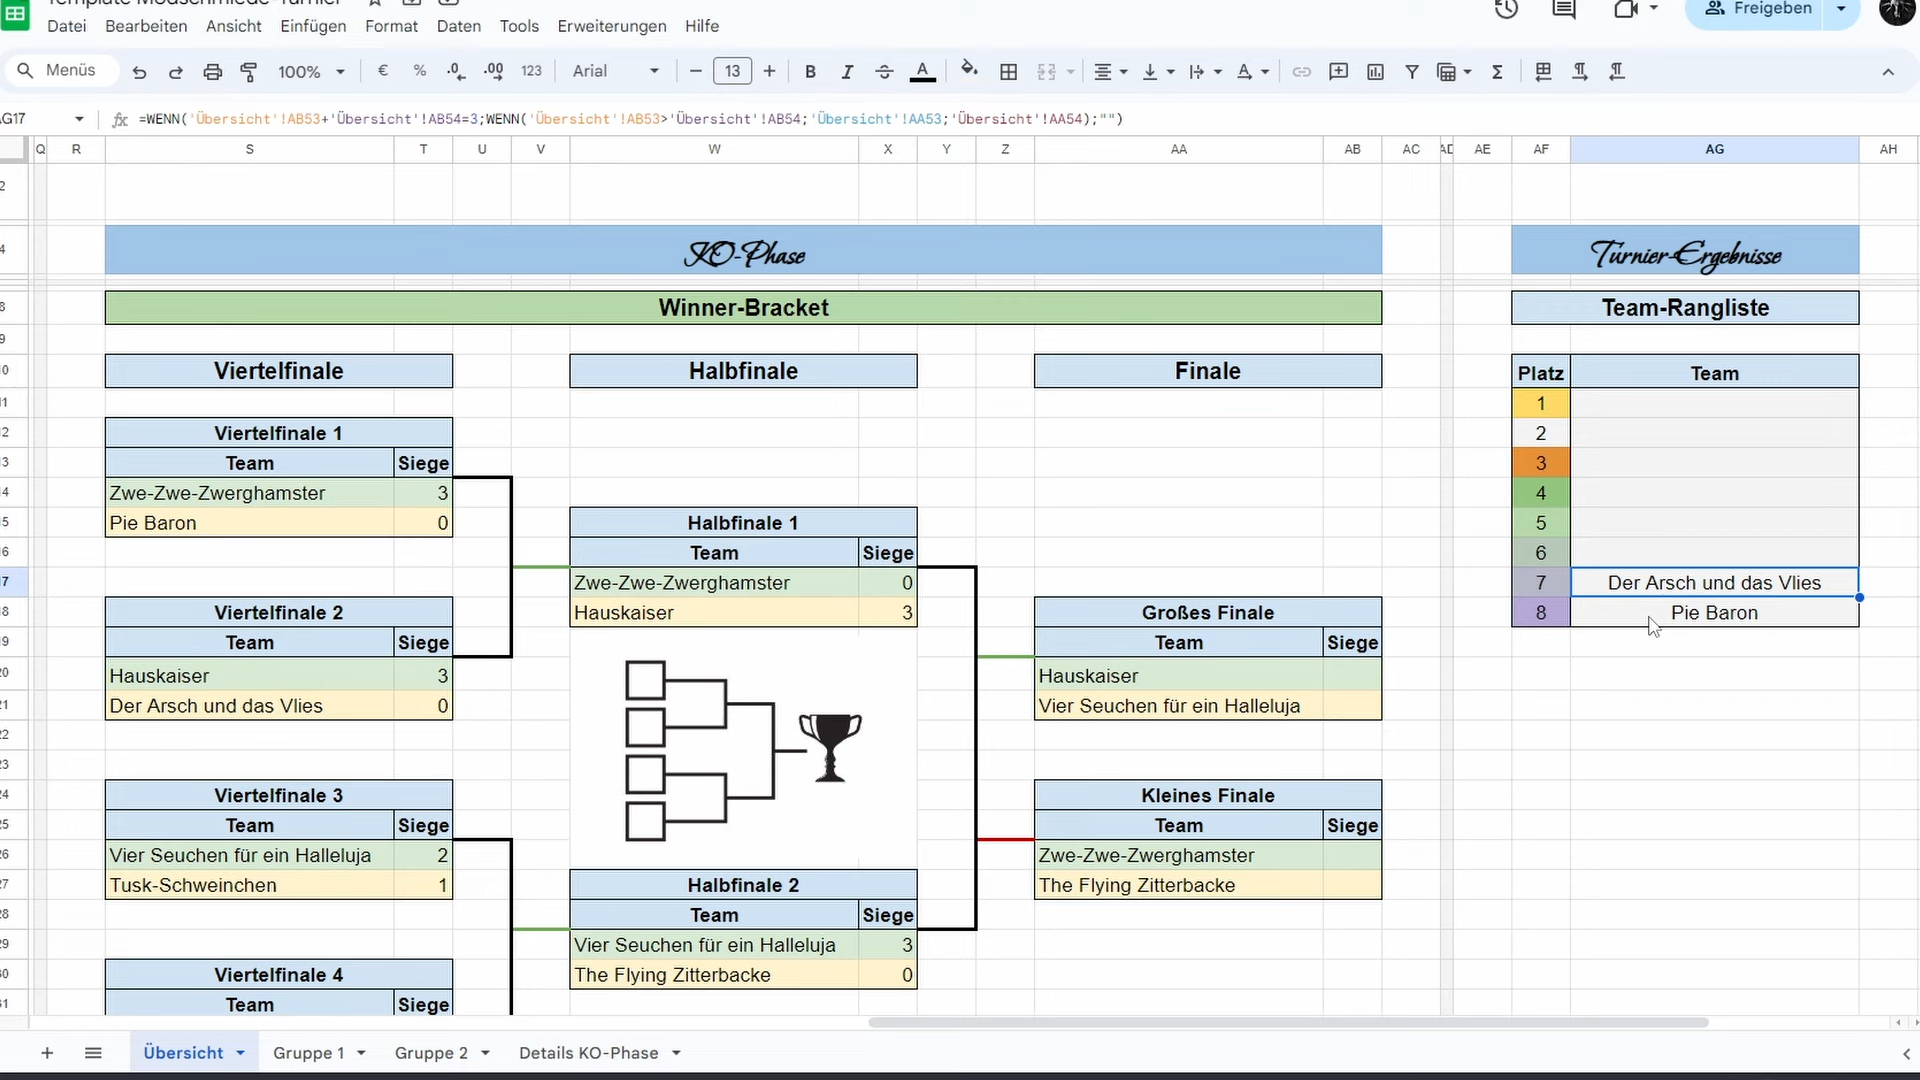 Template Modschmiede-Turnier
Datei Bearbeiten Ansicht Einfügen Format Daten Tools Erweiterungen Hilfe
Freigeben
Menüs 100% € % .0 .00 123 Arial 13 B I A Σ
AG17 fx =WENN('Übersicht'!AB53+'Übersicht'!AB54=3;WENN('Übersicht'!AB53>'Übersicht'!AB54;'Übersicht'!AA53;'Übersicht'!AA54);"")
Q R S T U V W X Y Z AA AB AC AD AE AF AG AH
KO-Phase
Turnier-Ergebnisse
Winner-Bracket
Team-Rangliste
Viertelfinale Halbfinale Finale
Platz Team
1
2
3
4
5
6
7 Der Arsch und das Vlies
8 Pie Baron
Viertelfinale 1
Team Siege
Zwe-Zwe-Zwerghamster 3
Pie Baron 0
Viertelfinale 2
Team Siege
Hauskaiser 3
Der Arsch und das Vlies 0
Viertelfinale 3
Team Siege
Vier Seuchen für ein Halleluja 2
Tusk-Schweinchen 1
Viertelfinale 4
Team Siege
Halbfinale 1
Team Siege
Zwe-Zwe-Zwerghamster 0
Hauskaiser 3
Halbfinale 2
Team Siege
Vier Seuchen für ein Halleluja 3
The Flying Zitterbacke 0
Großes Finale
Team Siege
Hauskaiser
Vier Seuchen für ein Halleluja
Kleines Finale
Team Siege
Zwe-Zwe-Zwerghamster
The Flying Zitterbacke
Übersicht Gruppe 1 Gruppe 2 Details KO-Phase